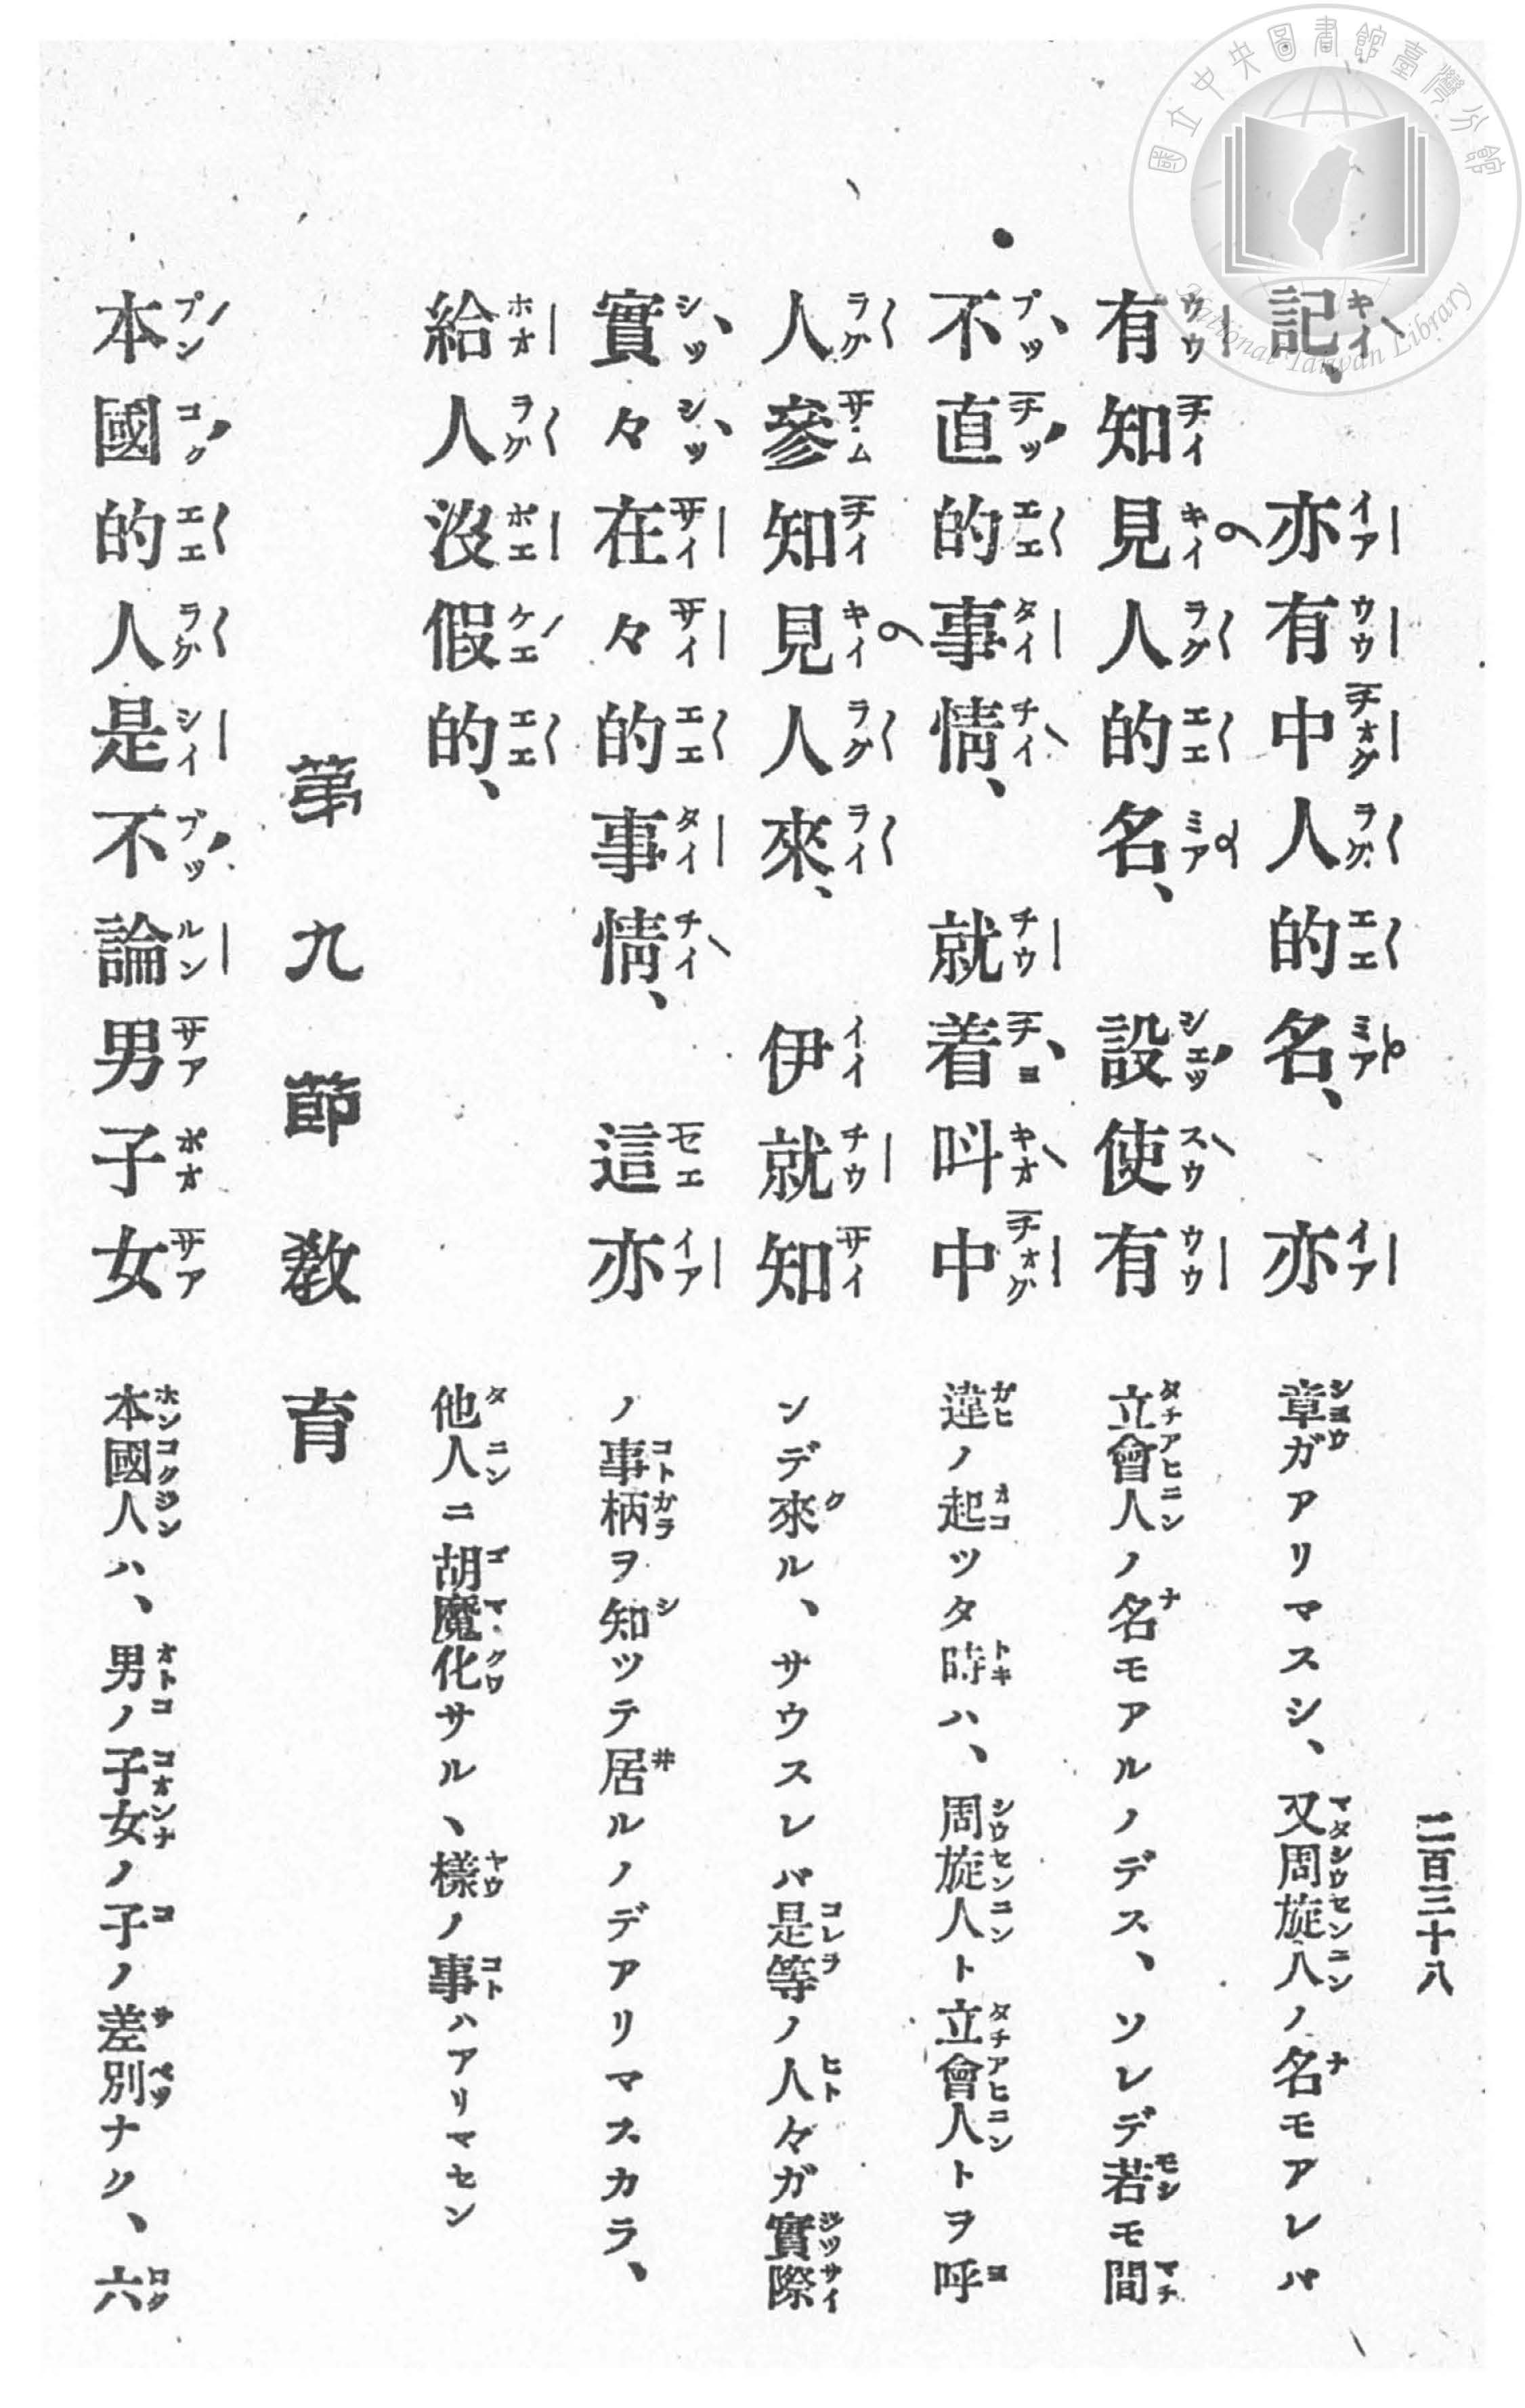 國立中央圖書館臺灣分館
National Taiwan Library
二百三十八
記、亦有中人的名、亦
有知見人的名、設使有
不直的事情、就着叫中
人參知見人來、伊就知
實々在々的事情、這亦
給人沒假的、
第九節教育
本國的人是不論男子女
章ガアリマスシ、又周旋人ノ名モアレバ
立會人ノ名モアルノデス、ソレデ若モ間
違ノ起ツタ時ハ、周旋人ト立會人トヲ呼
ンデ來ル、サウスレバ是等ノ人々ガ實際
ノ事柄ヲ知ツテ居ルノデアリマスカラ、
他人ニ胡魔化サルヽ樣ノ事ハアリマセン
本國人ハ、男ノ子女ノ子ノ差別ナク、六